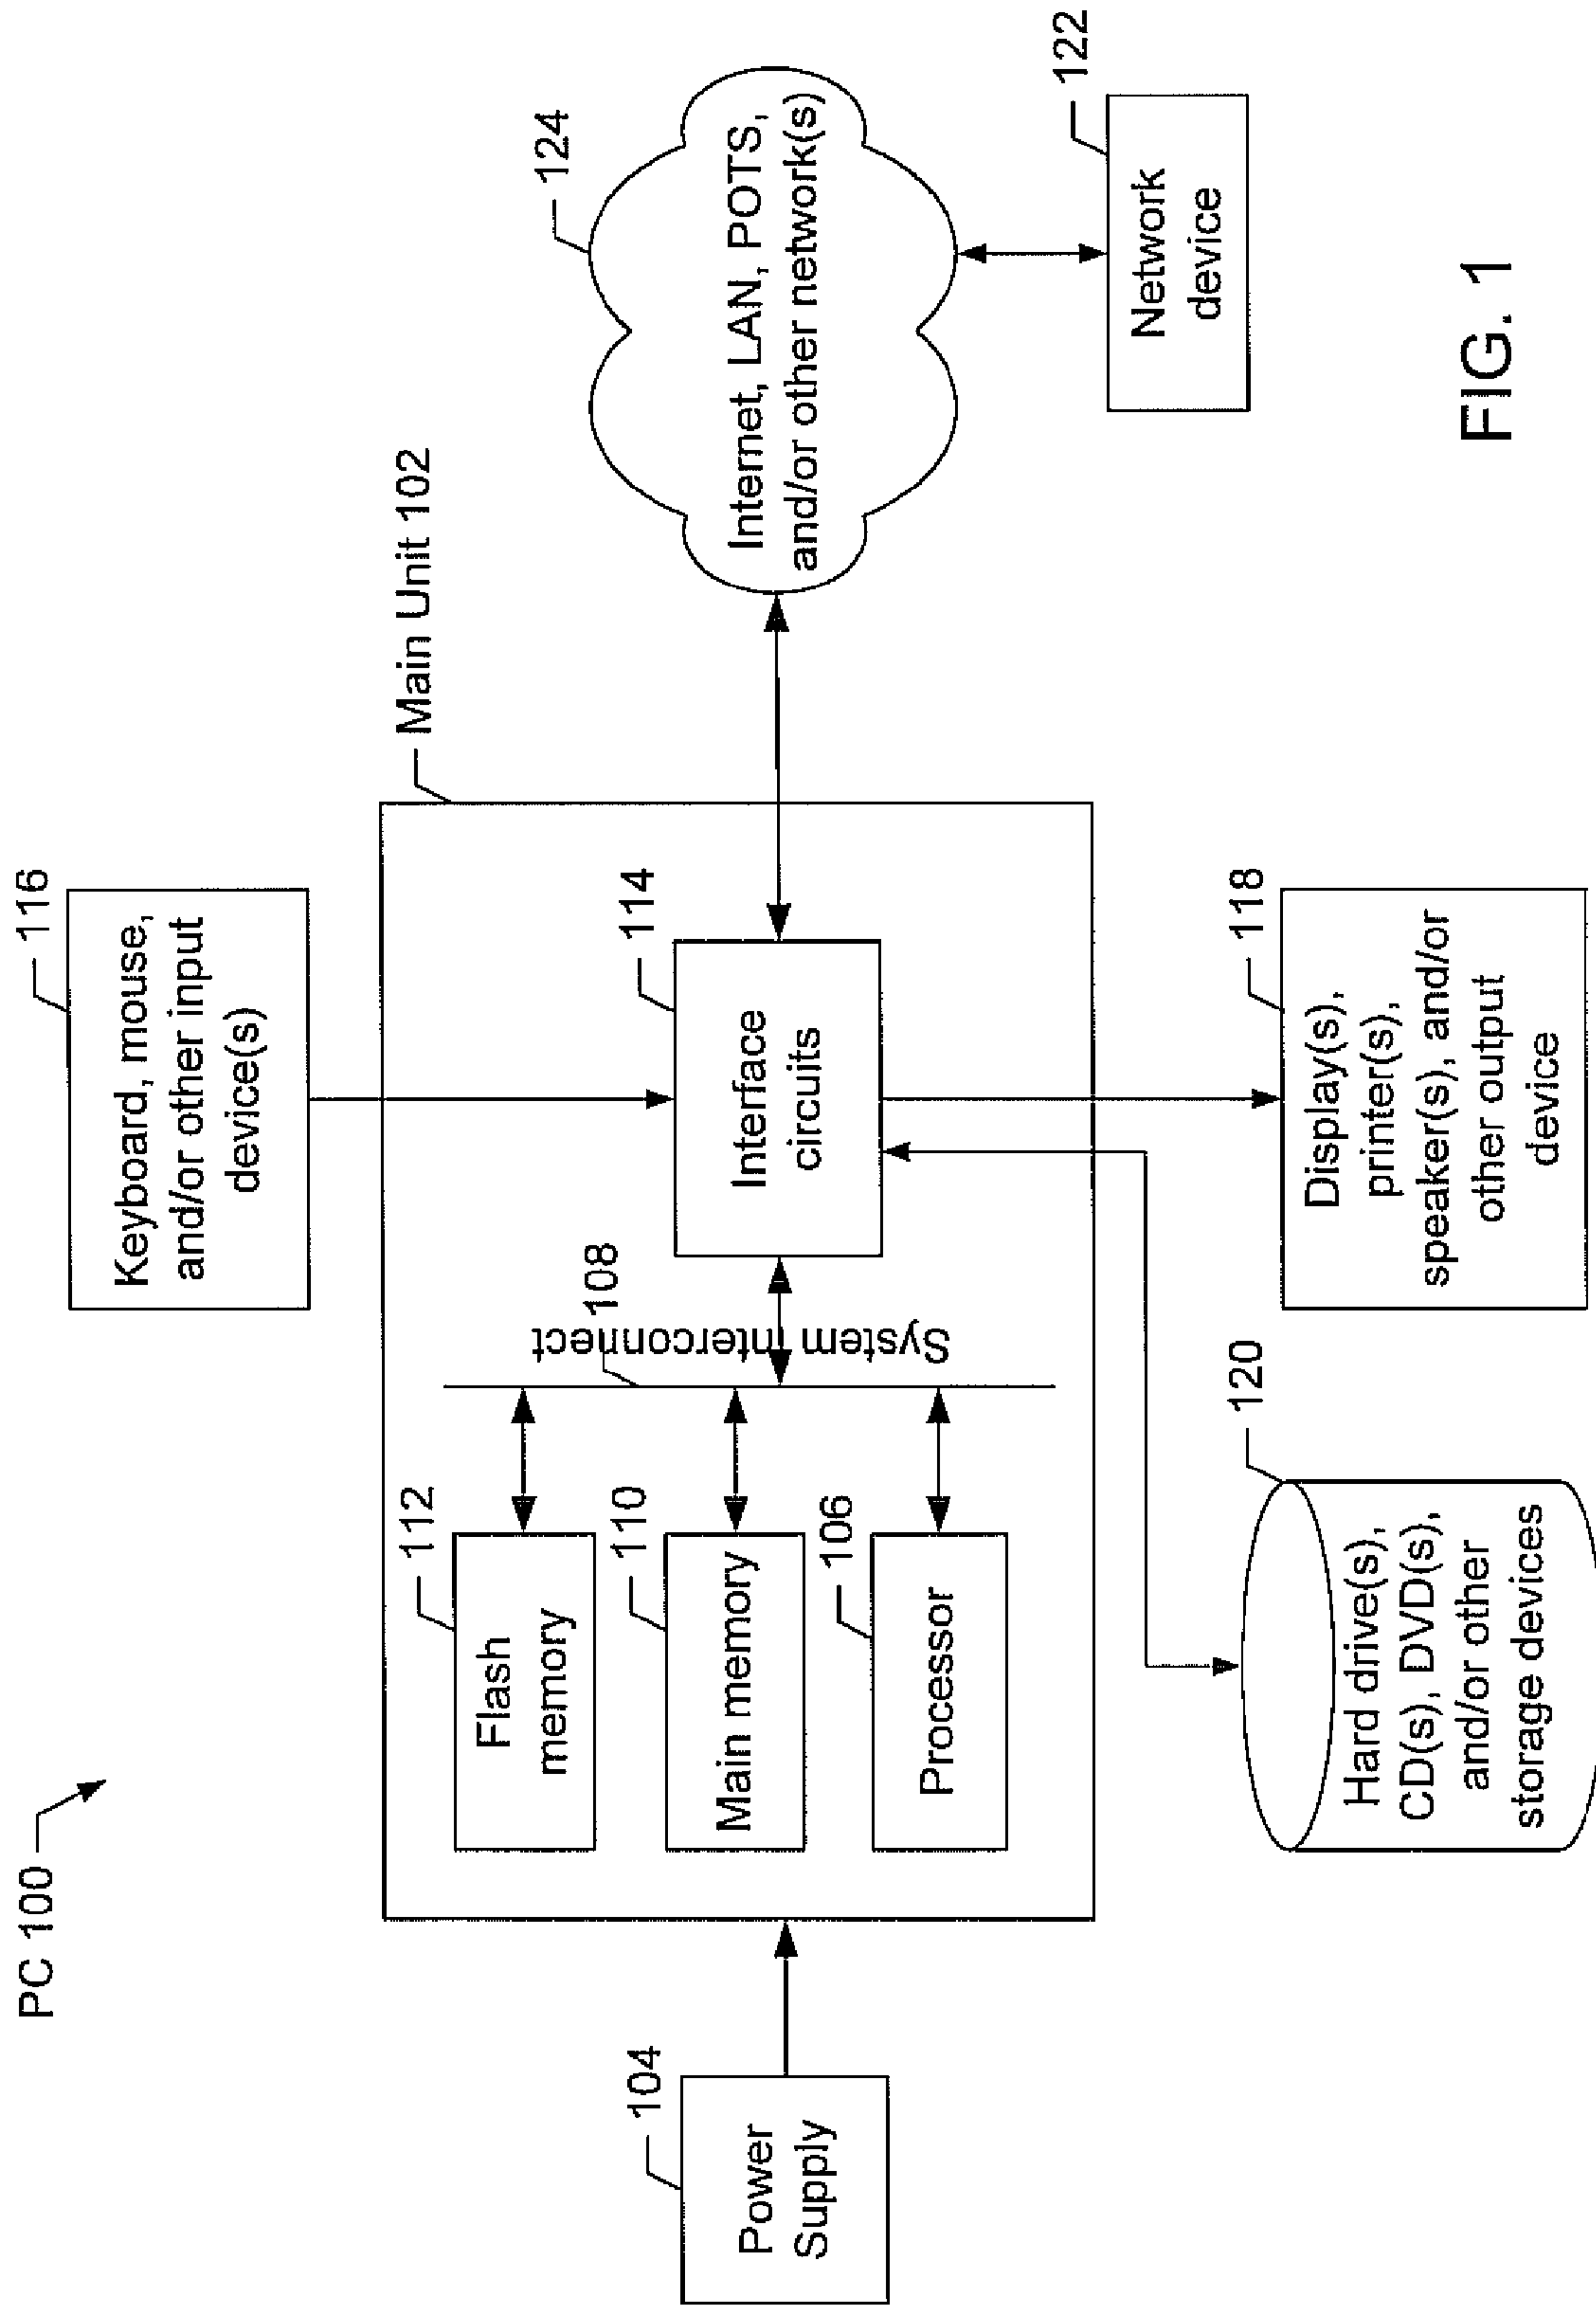 PC 100
116
Keyboard, mouse,
and/or other input
device(s)
Main Unit 102
124
Internet, LAN, POTS,
and/or other network(s)
122
Network
device
104
Power
Supply
112
Flash
memory
110
Main memory
106
Processor
108
System Interconnect
114
Interface
circuits
120
Hard drive(s),
CD(s), DVD(s),
and/or other
storage devices
118
Display(s),
printer(s),
speaker(s), and/or
other output
device
FIG. 1